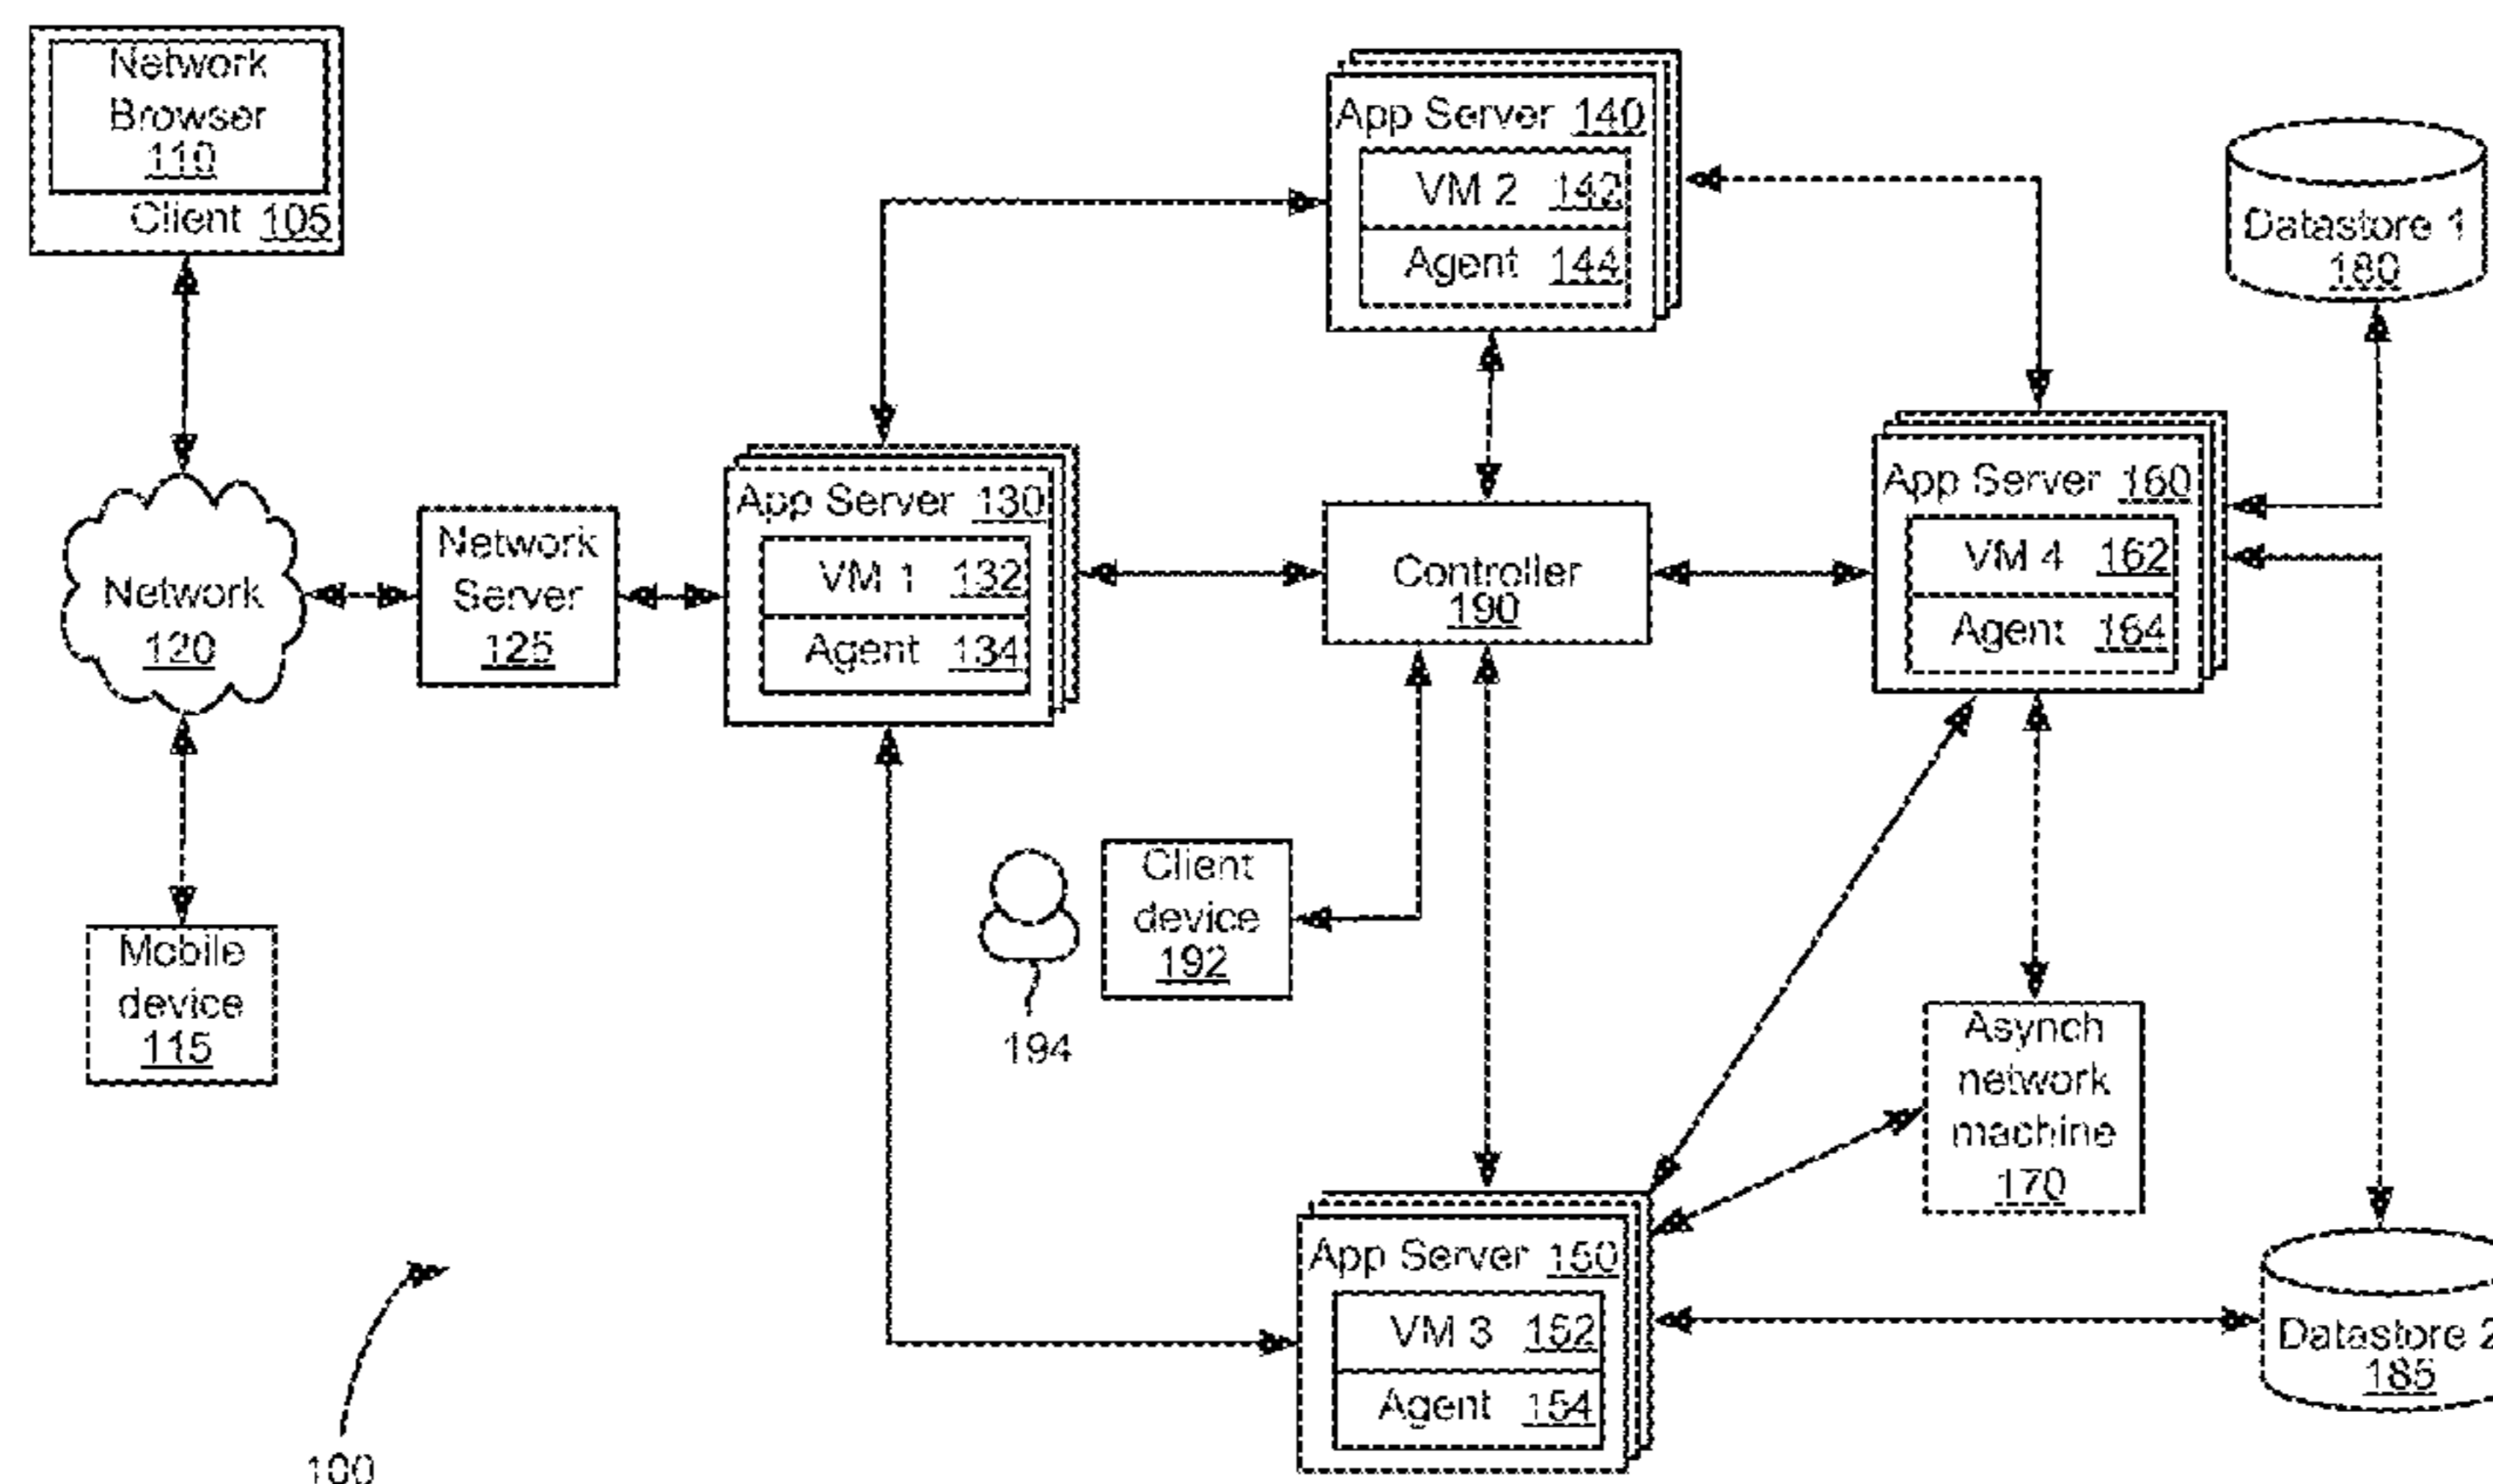 Network
Browser
110
Client 105
Network
120
Mobile
device
115
Network
Server
125
App Server 130
VM 1 132
Agent 134
App Server 140
VM 2 142
Agent 144
Controller
190
Client
device
192
194
App Server 150
VM 3 152
Agent 154
App Server 160
VM 4 162
Agent 164
Asynch
network
machine
170
Datastore 1
180
Datastore 2
185
100